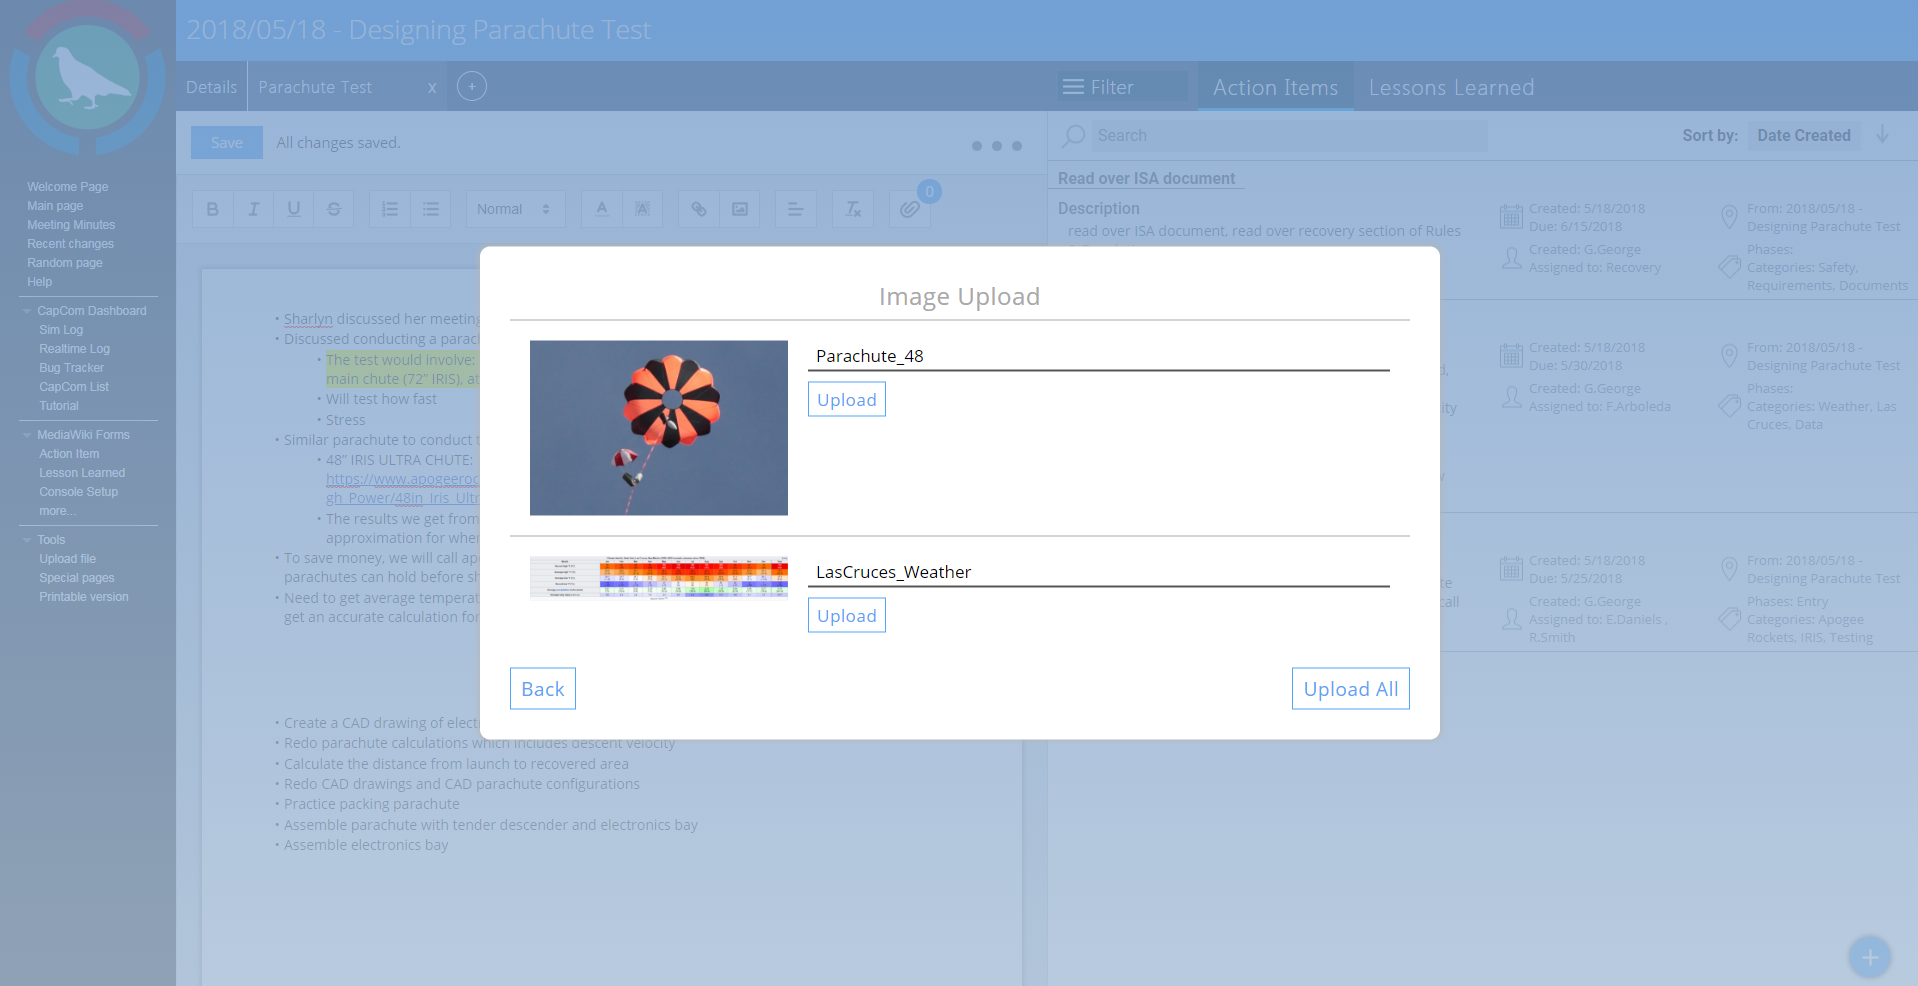 2018/05/18 - Designing Parachute Test
Details
Parachute Test
x
+
Filter
Action Items
Lessons Learned
Save
All changes saved.
Search
Sort by:
Date Created
Welcome Page
Main page
Meeting Minutes
Recent changes
Random page
Help
CapCom Dashboard
Sim Log
Realtime Log
Bug Tracker
CapCom List
Tutorial
MediaWiki Forms
Action Item
Lesson Learned
Console Setup
more...
Tools
Upload file
Special pages
Printable version
B I U S
Normal
A
A
Tx
0
• Sharlyn discussed her meeting
• Discussed conducting a parac
• The test would involve:
main chute (72” IRIS), at
• Will test how fast
• Stress
• Similar parachute to conduct t
• 48” IRIS ULTRA CHUTE:
https://www.apogeeroc
gh_Power/48in_Iris_Ultr
• The results we get from
approximation for wher
• To save money, we will call apo
parachutes can hold before sh
• Need to get average temperat
get an accurate calculation for
• Create a CAD drawing of elect
• Redo parachute calculations which includes descent velocity
• Calculate the distance from launch to recovered area
• Redo CAD drawings and CAD parachute configurations
• Practice packing parachute
• Assemble parachute with tender descender and electronics bay
• Assemble electronics bay
Image Upload
Parachute_48
Upload
LasCruces_Weather
Upload
Back
Upload All
Read over ISA document
Description
read over ISA document, read over recovery section of Rules
Created: 5/18/2018
Due: 6/15/2018
Created: G.George
Assigned to: Recovery
From: 2018/05/18 -
Designing Parachute Test
Phases:
Categories: Safety,
Requirements, Documents
Created: 5/18/2018
Due: 5/30/2018
Created: G.George
Assigned to: F.Arboleda
From: 2018/05/18 -
Designing Parachute Test
Phases:
Categories: Weather, Las
Cruces, Data
Created: 5/18/2018
Due: 5/25/2018
Created: G.George
Assigned to: E.Daniels ,
R.Smith
From: 2018/05/18 -
Designing Parachute Test
Phases: Entry
Categories: Apogee
Rockets, IRIS, Testing
+